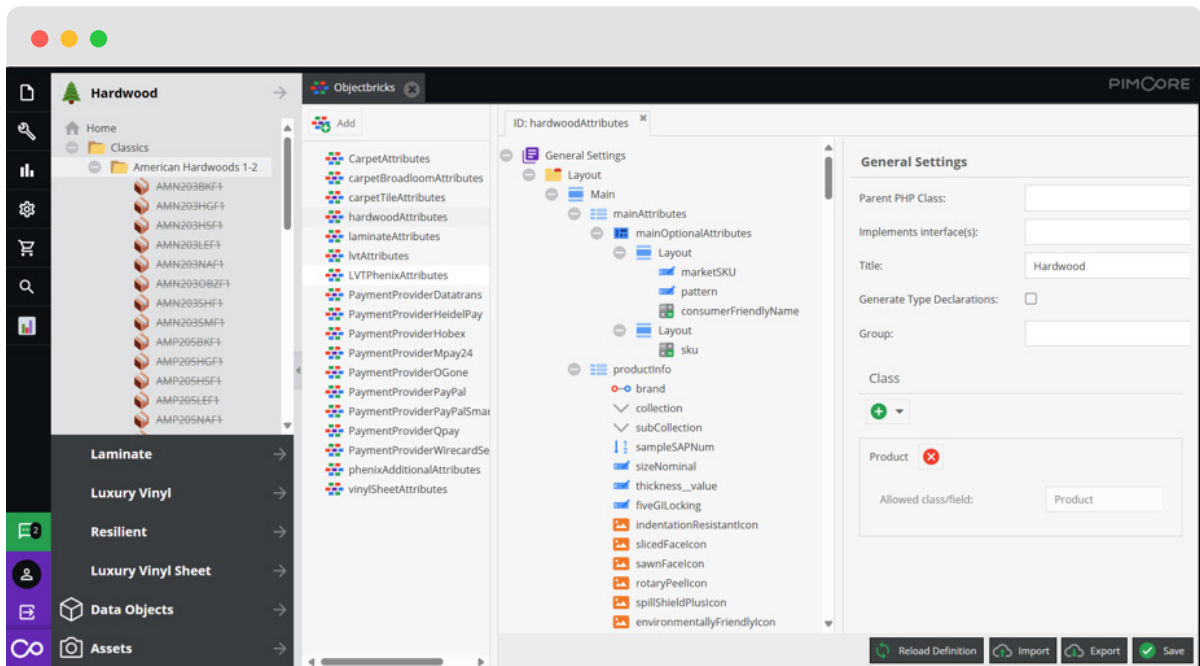 Hardwood
Home
Classics
American Hardwoods 1-2
AMN203BKF1
AMN203HGF1
AMN203HSF1
AMN203LEF1
AMN203NAF1
AMN203OBZF1
AMN203SHF1
AMN203SMF1
AMP205BKF1
AMP205HGF1
AMP205HSF1
AMP205LEF1
AMP205NAF1
Laminate
Luxury Vinyl
Resilient
Luxury Vinyl Sheet
Data Objects
Assets
2
Objectbricks
PIMCORE
Add
CarpetAttributes
carpetBroadloomAttributes
carpetTileAttributes
hardwoodAttributes
laminateAttributes
lvtAttributes
LVTPhenixAttributes
PaymentProviderDatatrans
PaymentProviderHeidelPay
PaymentProviderHobex
PaymentProviderMpay24
PaymentProviderOGone
PaymentProviderPayPal
PaymentProviderPayPalSmar
PaymentProviderQpay
PaymentProviderWirecardSe
phenixAdditionalAttributes
vinylSheetAttributes
ID: hardwoodAttributes
General Settings
Layout
Main
mainAttributes
mainOptionalAttributes
Layout
marketSKU
pattern
consumerFriendlyName
Layout
sku
productInfo
brand
collection
subCollection
sampleSAPNum
sizeNominal
thickness__value
fiveGILocking
indentationResistantIcon
slicedFaceIcon
sawnFaceIcon
rotaryPeelIcon
spillShieldPlusIcon
environmentallyFriendlyIcon
General Settings
Parent PHP Class:
Implements interface(s):
Title: Hardwood
Generate Type Declarations:
Group:
Class
Product
Allowed class/field: Product
Reload Definition Import Export Save